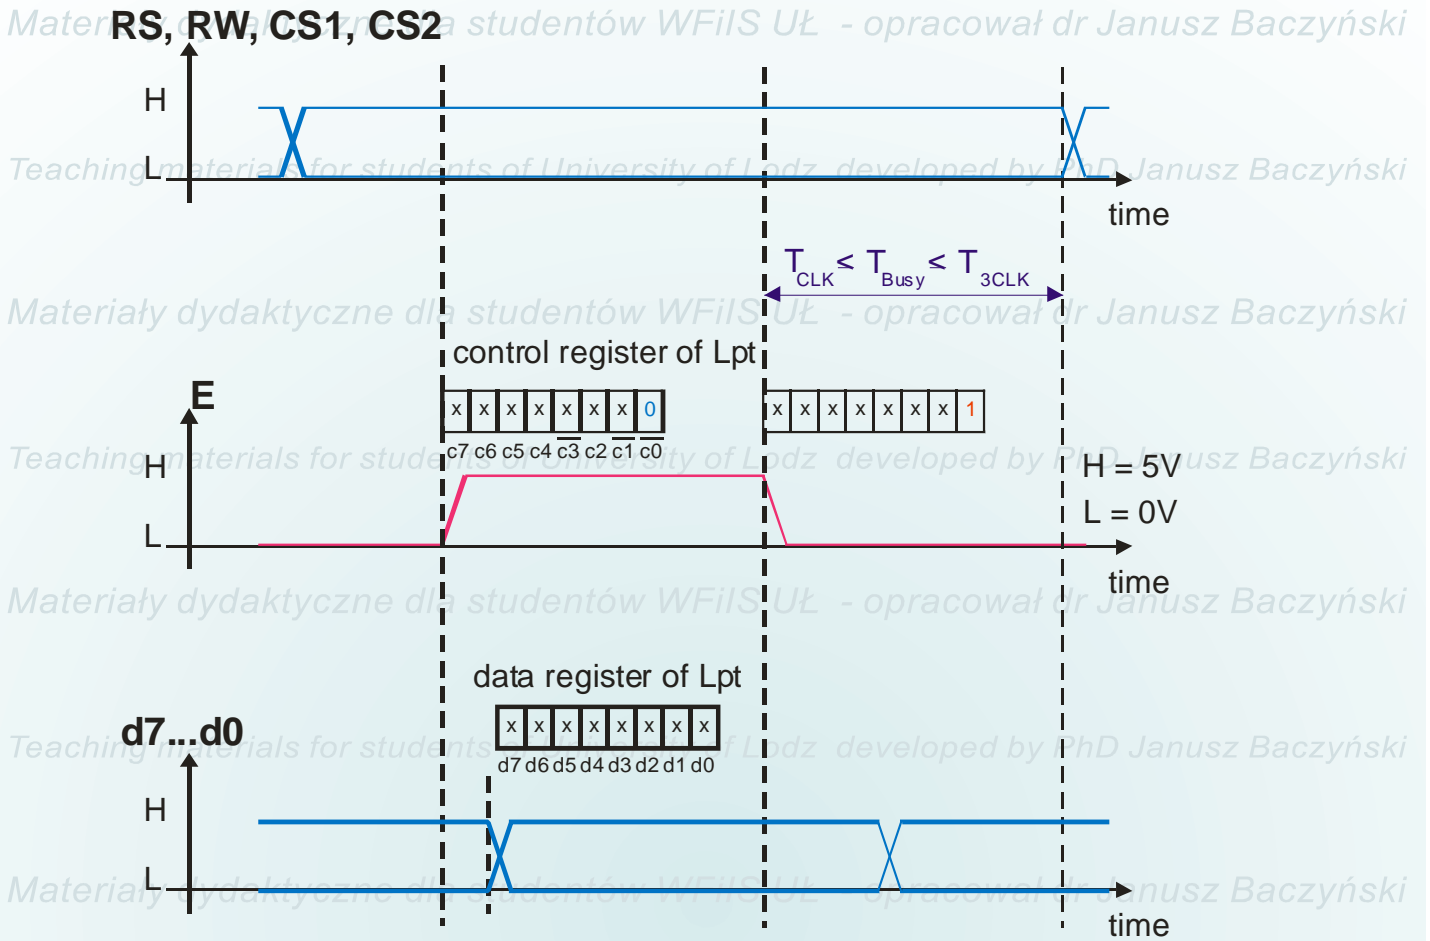 Materiały dydaktyczne dla studentów WFiIS UŁ - opracował dr Janusz Baczyński
RS, RW, CS1, CS2
H
Teaching materials for students of University of Lodz developed by PhD Janusz Baczyński
L
time
T CLK ≤ T Busy ≤ T 3CLK
Materiały dydaktyczne dla studentów WFiIS UŁ - opracował dr Janusz Baczyński
control register of Lpt
E
x x x x x x x 0
x x x x x x x 1
c7 c6 c5 c4 c3 c2 c1 c0
Teaching materials for students of University of Lodz developed by PhD Janusz Baczyński
H
H = 5V
L = 0V
L
time
Materiały dydaktyczne dla studentów WFiIS UŁ - opracował dr Janusz Baczyński
data register of Lpt
x x x x x x x x
d7...d0
Teaching materials for students of University of Lodz developed by PhD Janusz Baczyński
d7 d6 d5 d4 d3 d2 d1 d0
H
L
Materiały dydaktyczne dla studentów WFiIS UŁ - opracował dr Janusz Baczyński
time